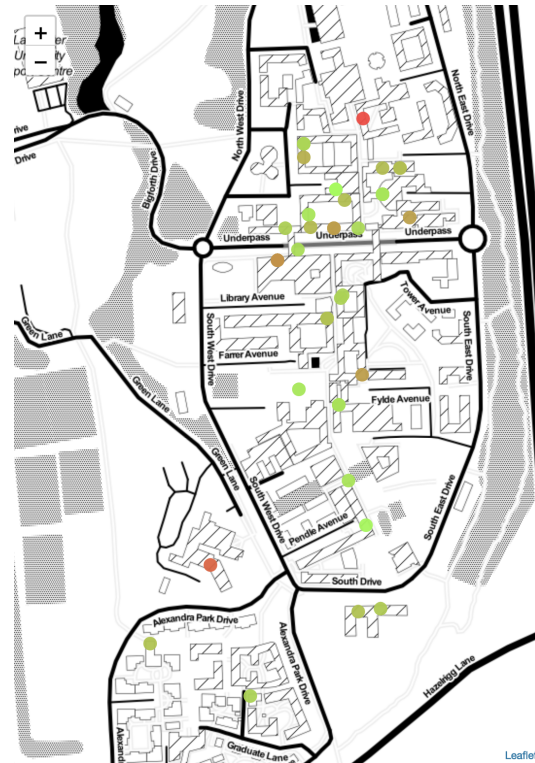 +
−
North West Drive
North East Drive
rive
Drive
Bigforth Drive
Underpass
Underpass
Underpass
Library Avenue
Tower Avenue
Green Lane
South West Drive
South East Drive
Farrer Avenue
Green Lane
Fylde Avenue
Green Lane
South West Drive
South East Drive
Pendle Avenue
South Drive
Alexandra Park Drive
Alexandra Park Drive
Hazelrigg Lane
Alexand
Graduate Lane
Leaflet